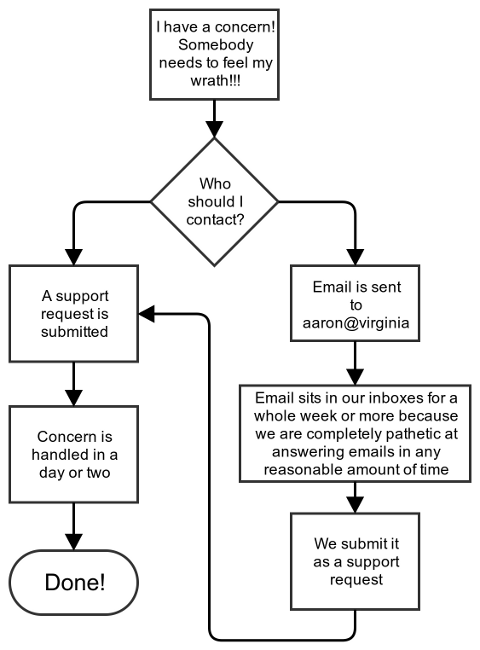 I have a concern!
Somebody
needs to feel my
wrath!!!
Who
should I
contact?
A support
request is
submitted
Email is sent
to
aaron@virginia
Concern is
handled in a
day or two
Email sits in our inboxes for a
whole week or more because
we are completely pathetic at
answering emails in any
reasonable amount of time
Done!
We submit it
as a support
request